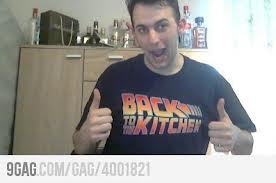 BACK
TO THE
KITCHEN
9GAG.COM/GAG/4001821